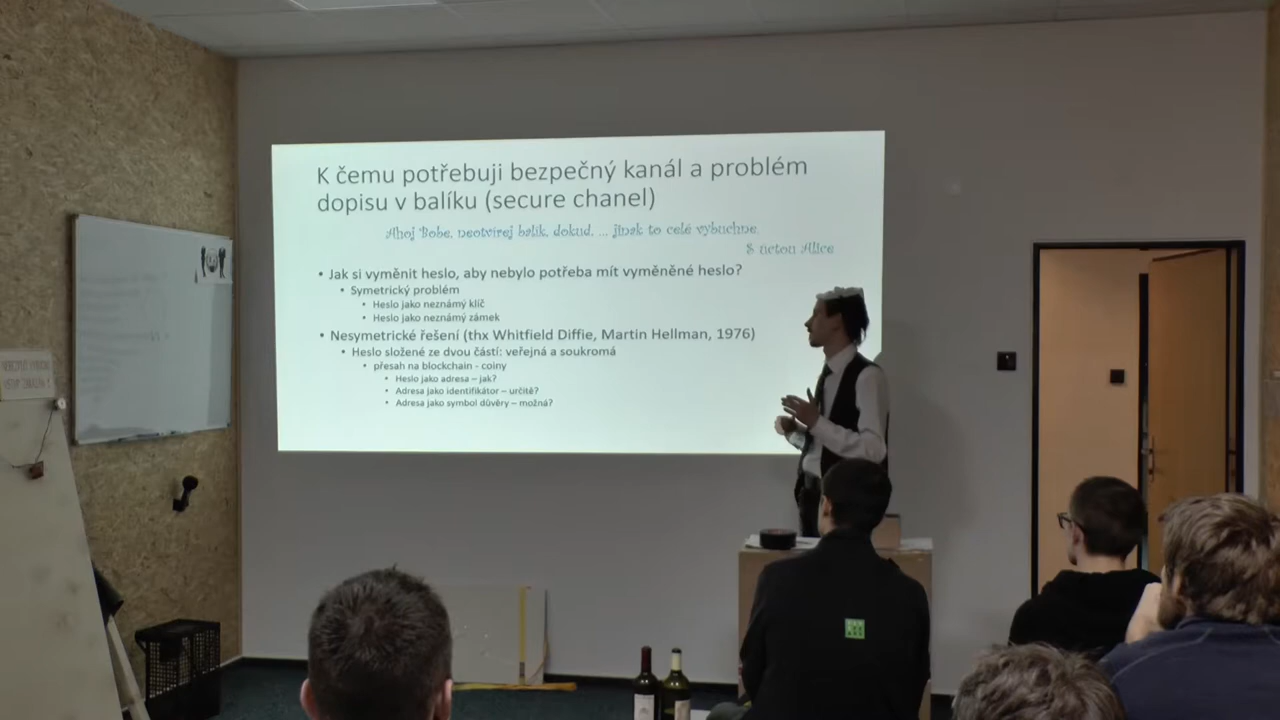 K čemu potřebuji bezpečný kanál a problém
dopisu v balíku (secure chanel)
Ahoj Bobe, neotvírej balík, dokud, ... jinak to celé vybuchne.
S úctou Alice
• Jak si vyměnit heslo, aby nebylo potřeba mít vyměněné heslo?
• Symetrický problém
• Heslo jako neznámý klíč
• Heslo jako neznámý zámek
• Nesymetrické řešení (thx Whitfield Diffie, Martin Hellman, 1976)
• Heslo složené ze dvou částí: veřejná a soukromá
• přesah na blockchain - coiny
• Heslo jako adresa – jak?
• Adresa jako identifikátor – určitě?
• Adresa jako symbol důvěry – možná?